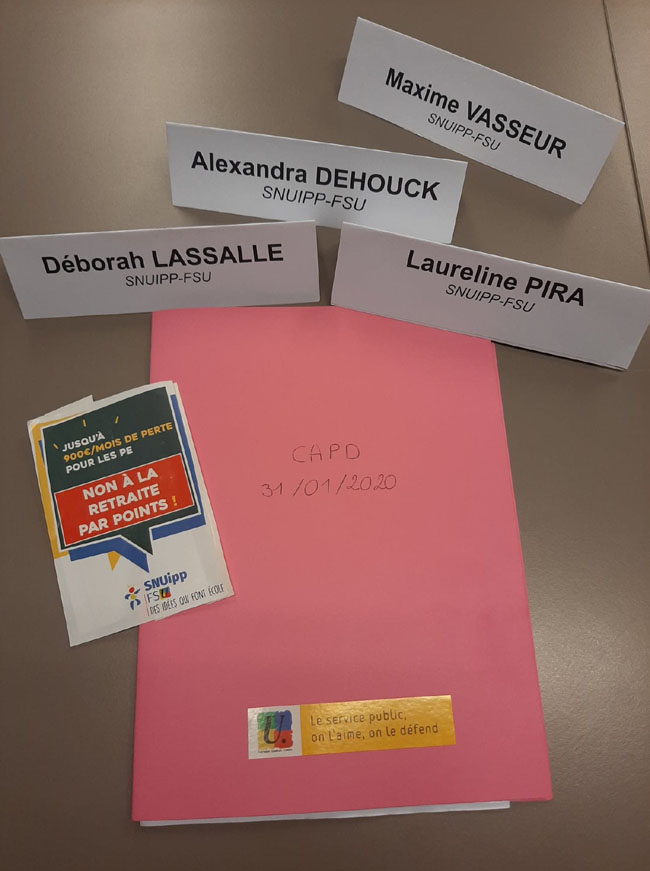 Maxime VASSEUR
SNUIPP-FSU
Alexandra DEHOUCK
SNUIPP-FSU
Déborah LASSALLE
SNUIPP-FSU
Laureline PIRA
SNUIPP-FSU
CAPD
31/01/2020
JUSQU'À
900€/MOIS DE PERTE
POUR LES PE
NON À LA
RETRAITE
PAR POINTS !
SNUipp
FSU
DES IDÉES QUI FONT ÉCOLE
U.
Le service public,
on l'aime, on le défend